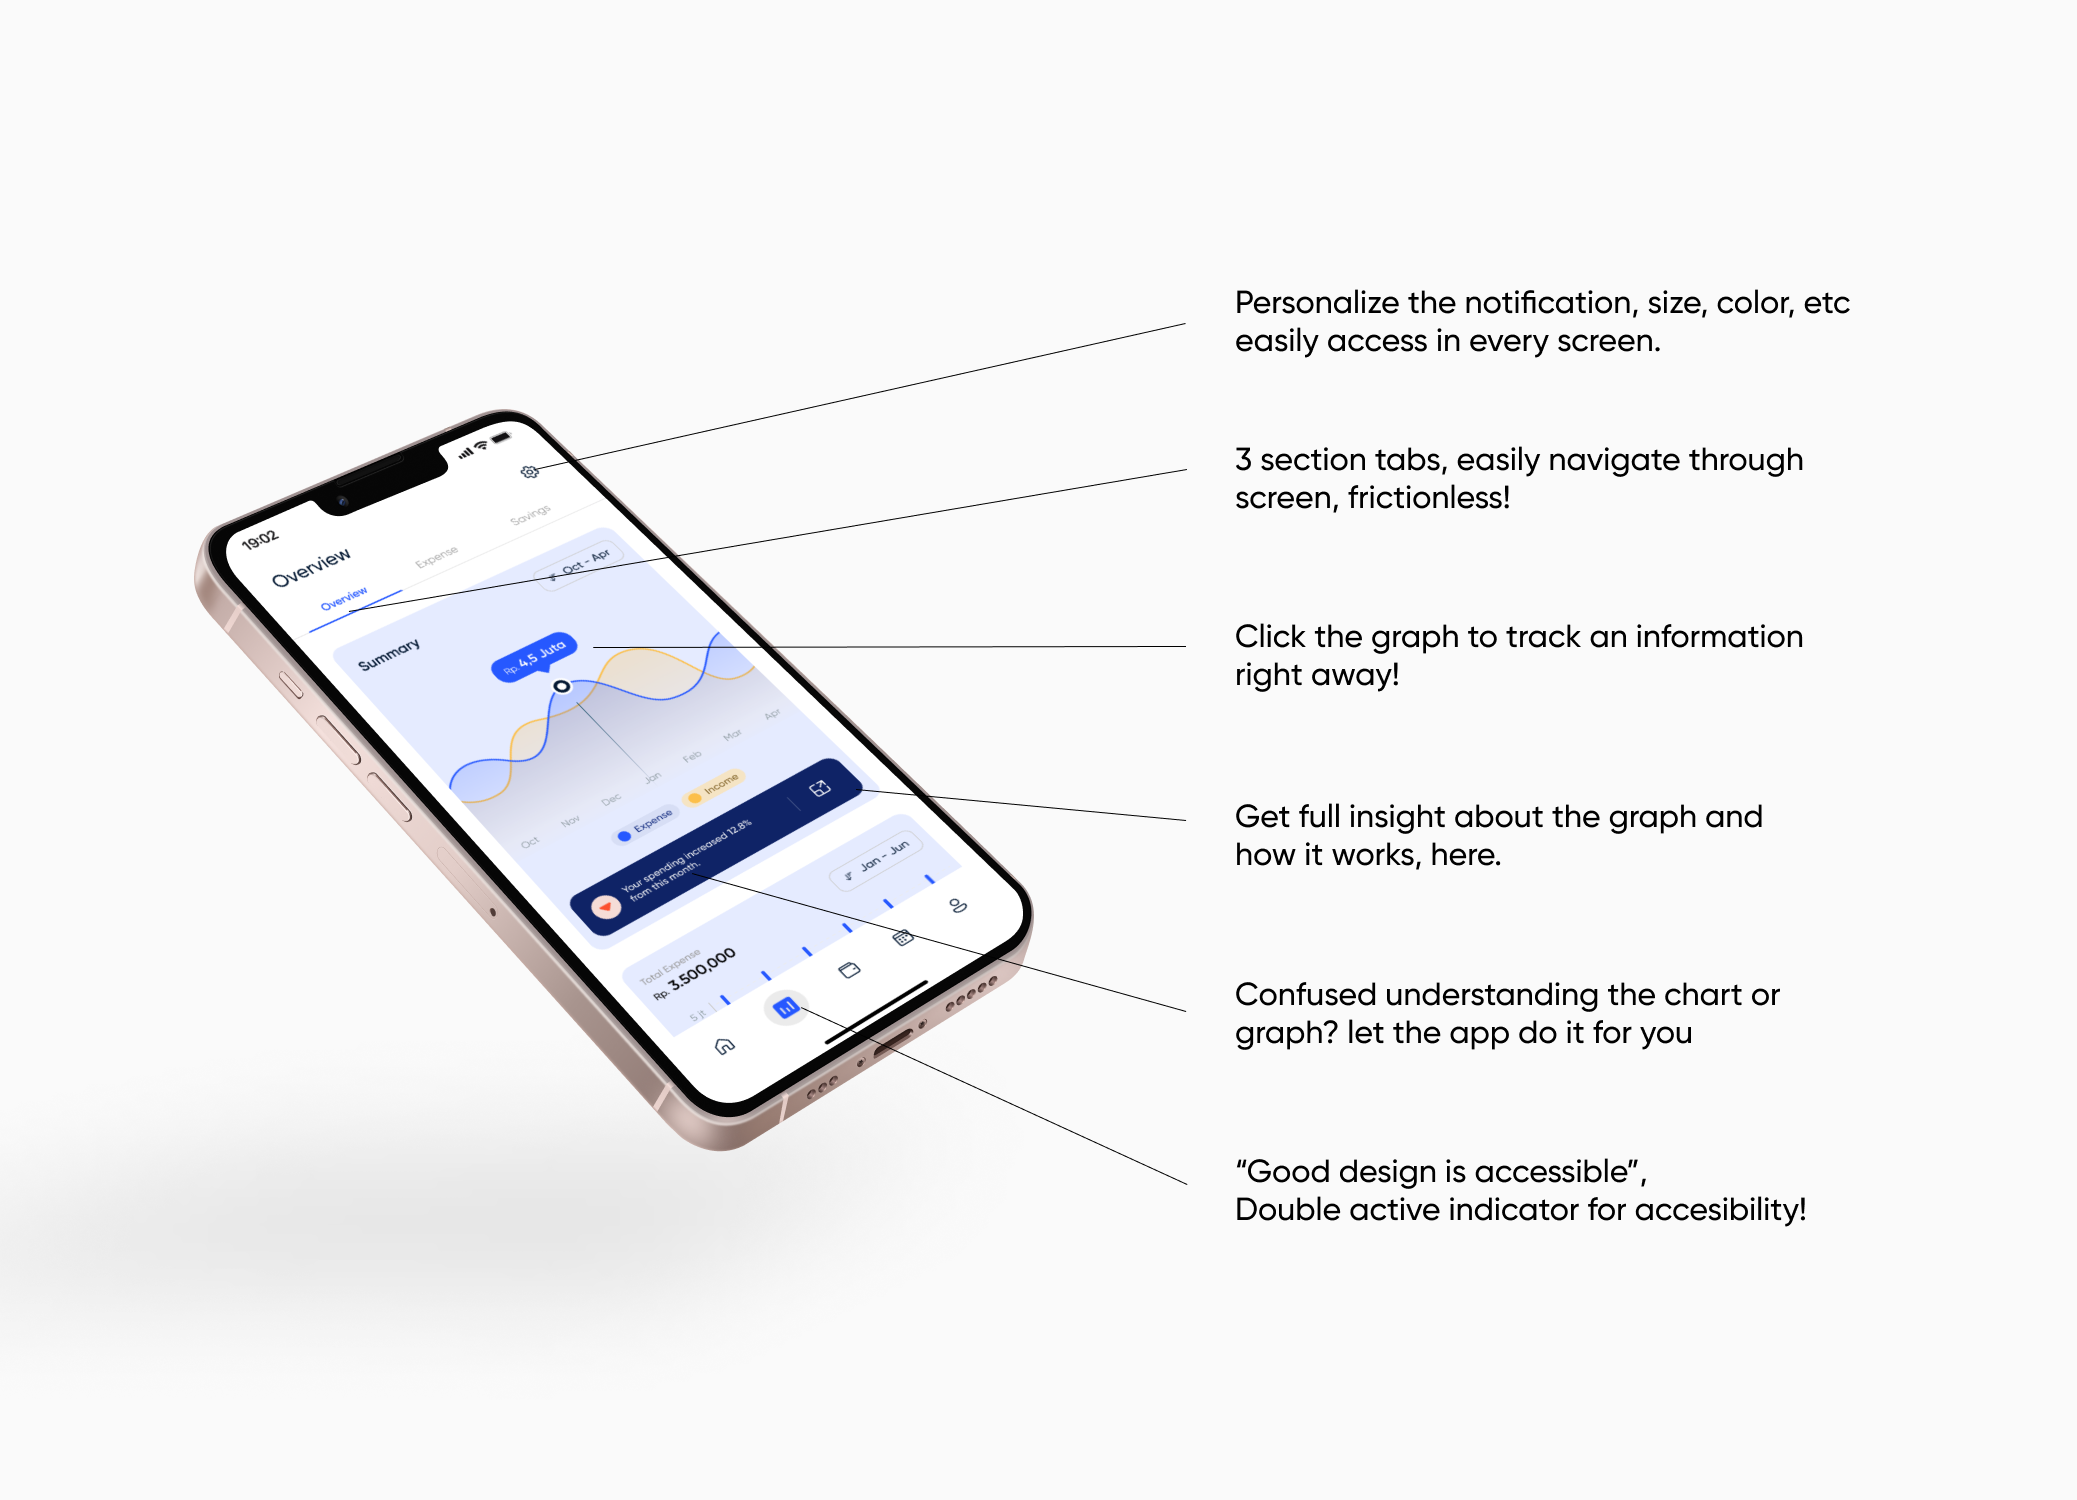 19:02
Overview
Overview
Expense
Savings
Summary
Oct - Apr
Rp. 4,5 Juta
Oct
Nov
Dec
Jan
Feb
Mar
Apr
Expense
Income
Your spending increased 12.8%
from this month.
Total Expense
Rp. 3.500,000
Jan - Jun
5 jt
Personalize the notification, size, color, etc
easily access in every screen.
3 section tabs, easily navigate through
screen, frictionless!
Click the graph to track an information
right away!
Get full insight about the graph and
how it works, here.
Confused understanding the chart or
graph? let the app do it for you
“Good design is accessible”,
Double active indicator for accesibility!